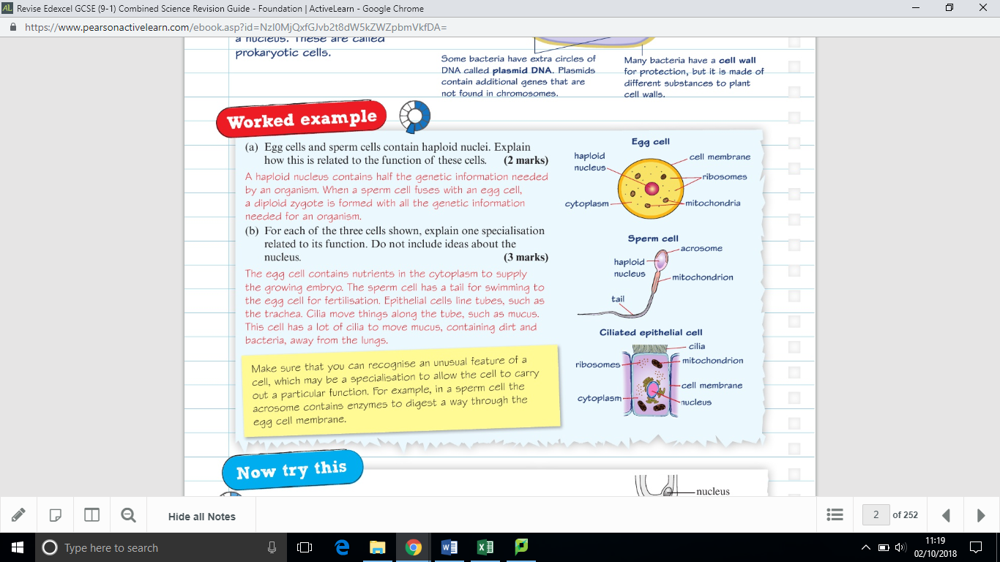 Revise Edexcel GCSE (9-1) Combined Science Revision Guide - Foundation | ActiveLearn - Google Chrome
https://www.pearsonactivelearn.com/ebook.asp?id=NzI0MjQxfGJvb2t8dW5kZWZpbmVkfDA=
a nucleus. These are called
prokaryotic cells.
Some bacteria have extra circles of
DNA called plasmid DNA. Plasmids
contain additional genes that are
not found in chromosomes.
Many bacteria have a cell wall
for protection, but it is made of
different substances to plant
cell walls.
Worked example
(a) Egg cells and sperm cells contain haploid nuclei. Explain
how this is related to the function of these cells. (2 marks)
A haploid nucleus contains half the genetic information needed
by an organism. When a sperm cell fuses with an egg cell,
a diploid zygote is formed with all the genetic information
needed for an organism.
(b) For each of the three cells shown, explain one specialisation
related to its function. Do not include ideas about the
nucleus. (3 marks)
The egg cell contains nutrients in the cytoplasm to supply
the growing embryo. The sperm cell has a tail for swimming to
the egg cell for fertilisation. Epithelial cells line tubes, such as
the trachea. Cilia move things along the tube, such as mucus.
This cell has a lot of cilia to move mucus, containing dirt and
bacteria, away from the lungs.
Make sure that you can recognise an unusual feature of a
cell, which may be a specialisation to allow the cell to carry
out a particular function. For example, in a sperm cell the
acrosome contains enzymes to digest a way through the
egg cell membrane.
Egg cell
haploid
nucleus
cell membrane
ribosomes
cytoplasm
mitochondria
Sperm cell
acrosome
haploid
nucleus
mitochondrion
tail
Ciliated epithelial cell
cilia
ribosomes
mitochondrion
cell membrane
cytoplasm
nucleus
Now try this
nucleus
Hide all Notes
2 of 252
Type here to search
11:19
02/10/2018